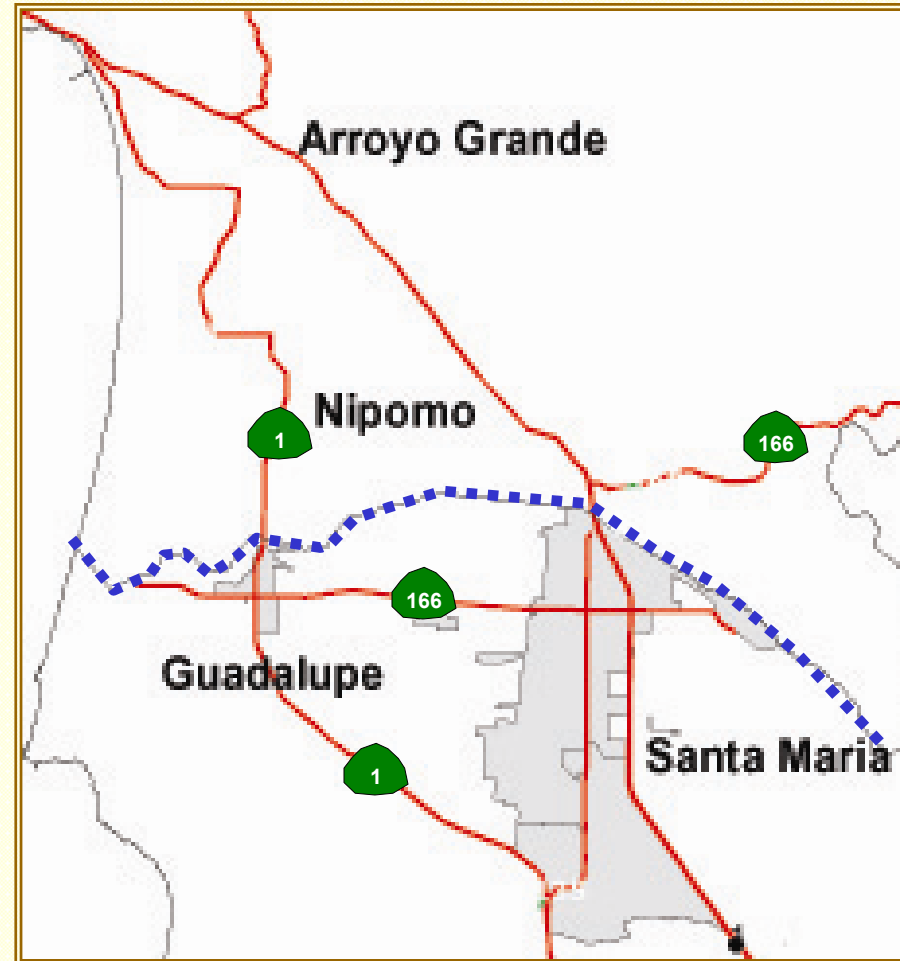 Arroyo Grande
Nipomo
1
166
166
Guadalupe
1
Santa Maria